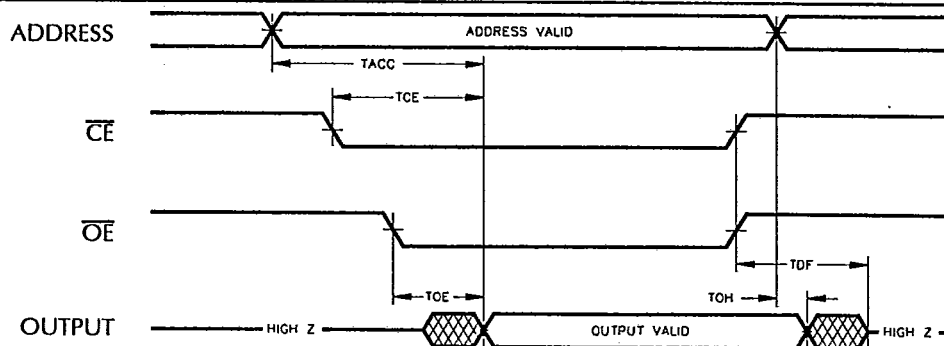 ADDRESS
ADDRESS VALID
TACC
TCE
CE
OE
TDF
TOE
TOH
OUTPUT
HIGH Z
OUTPUT VALID
HIGH Z